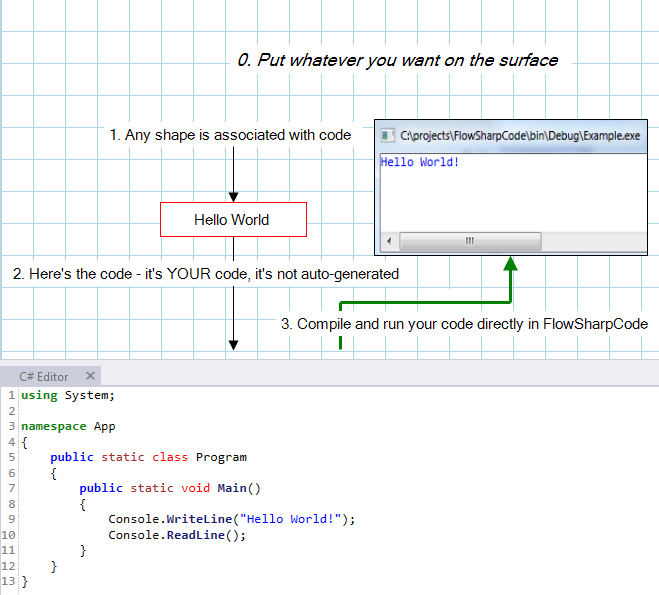 0. Put whatever you want on the surface
1. Any shape is associated with code
C:\projects\FlowSharpCode\bin\Debug\Example.exe
Hello World!
Hello World
2. Here's the code - it's YOUR code, it's not auto-generated
3. Compile and run your code directly in FlowSharpCode
C# Editor
1 using System;
2
3 namespace App
4 {
5     public static class Program
6     {
7         public static void Main()
8         {
9             Console.WriteLine("Hello World!");
10             Console.ReadLine();
11         }
12     }
13 }